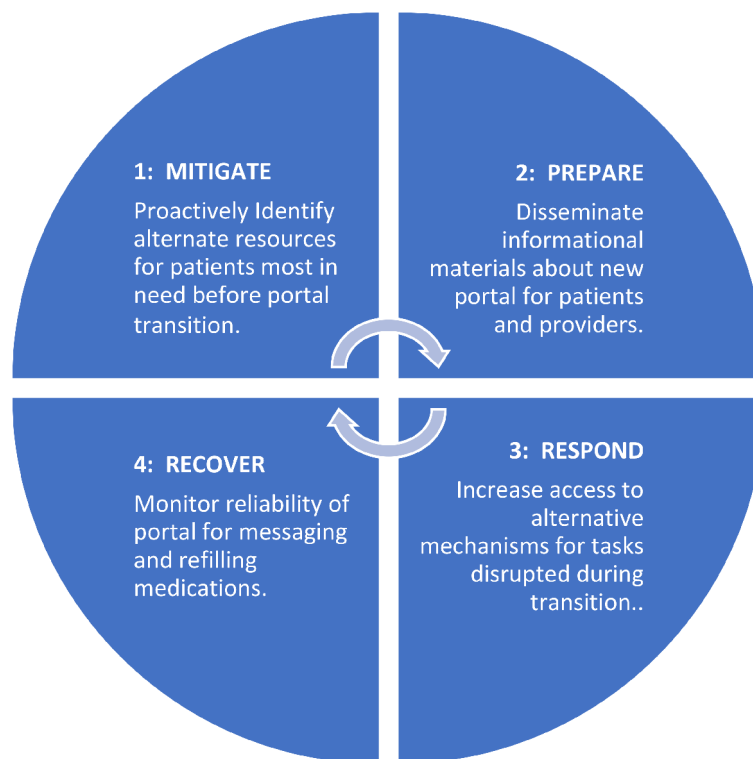 1: MITIGATE
Proactively Identify
alternate resources
for patients most in
need before portal
transition.
2: PREPARE
Disseminate
informational
materials about new
portal for patients
and providers.
3: RESPOND
Increase access to
alternative
mechanisms for tasks
disrupted during
transition..
4: RECOVER
Monitor reliability of
portal for messaging
and refilling
medications.